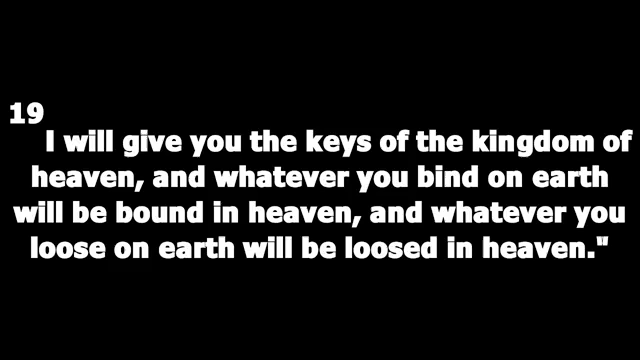 19
I will give you the keys of the kingdom of
heaven, and whatever you bind on earth
will be bound in heaven, and whatever you
loose on earth will be loosed in heaven."